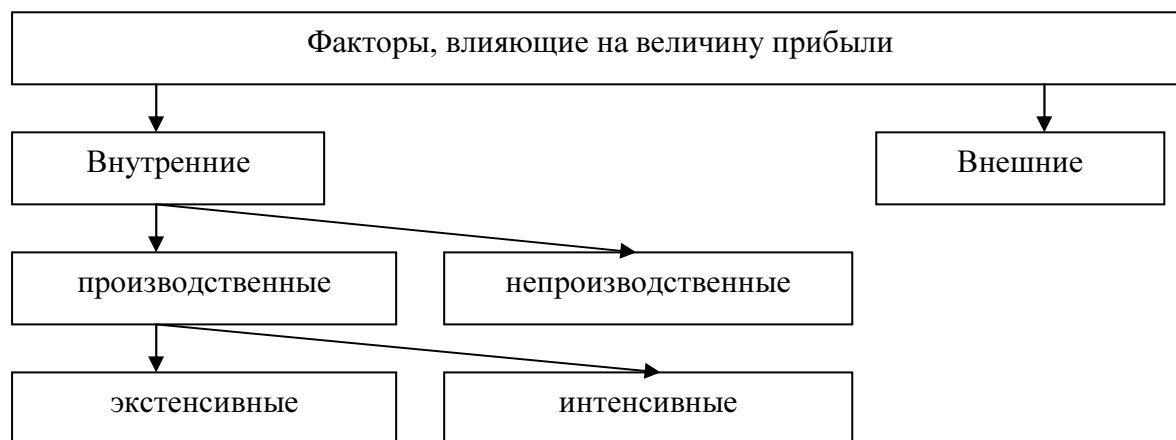 Факторы, влияющие на величину прибыли
Внутренние
Внешние
производственные
непроизводственные
экстенсивные
интенсивные